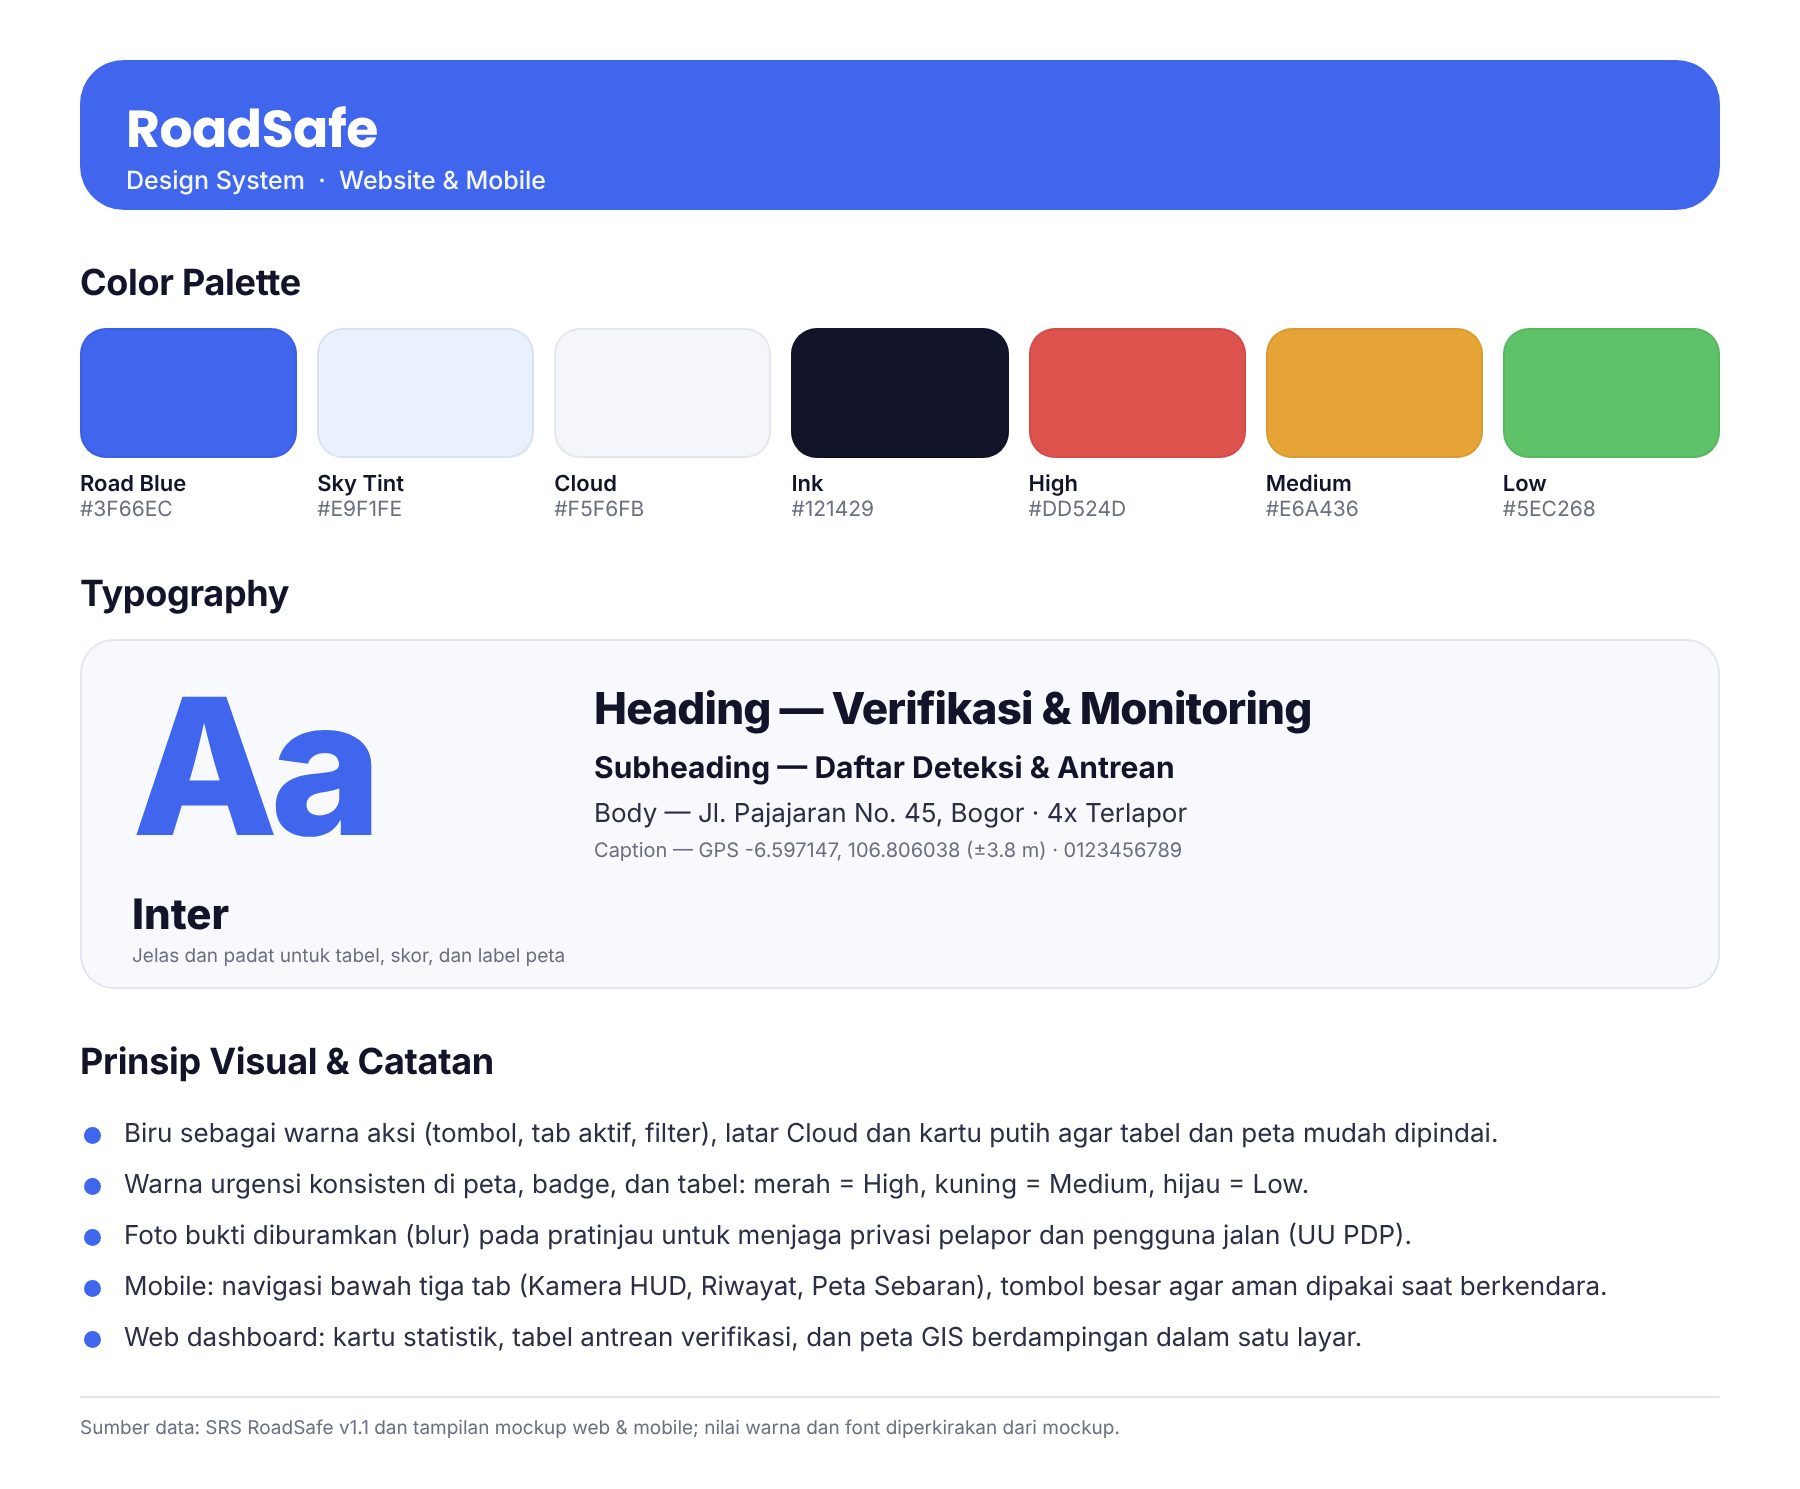 RoadSafe
Design System · Website & Mobile
Color Palette
Road Blue
#3F66EC
Sky Tint
#E9F1FE
Cloud
#F5F6FB
Ink
#121429
High
#DD524D
Medium
#E6A436
Low
#5EC268
Typography
Aa
Inter
Jelas dan padat untuk tabel, skor, dan label peta
Heading — Verifikasi & Monitoring
Subheading — Daftar Deteksi & Antrean
Body — Jl. Pajajaran No. 45, Bogor · 4x Terlapor
Caption — GPS -6.597147, 106.806038 (±3.8 m) · 0123456789
Prinsip Visual & Catatan
Biru sebagai warna aksi (tombol, tab aktif, filter), latar Cloud dan kartu putih agar tabel dan peta mudah dipindai.
Warna urgensi konsisten di peta, badge, dan tabel: merah = High, kuning = Medium, hijau = Low.
Foto bukti diburamkan (blur) pada pratinjau untuk menjaga privasi pelapor dan pengguna jalan (UU PDP).
Mobile: navigasi bawah tiga tab (Kamera HUD, Riwayat, Peta Sebaran), tombol besar agar aman dipakai saat berkendara.
Web dashboard: kartu statistik, tabel antrean verifikasi, dan peta GIS berdampingan dalam satu layar.
Sumber data: SRS RoadSafe v1.1 dan tampilan mockup web & mobile; nilai warna dan font diperkirakan dari mockup.